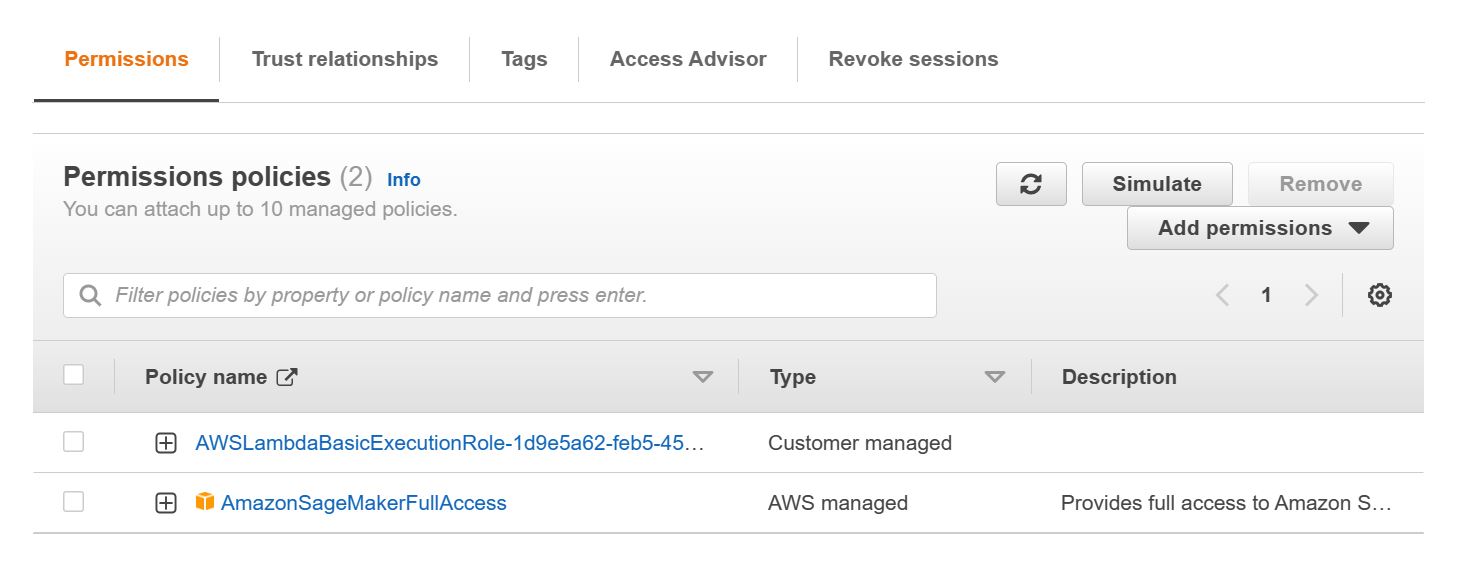 Permissions
Trust relationships
Tags
Access Advisor
Revoke sessions
Permissions policies (2) Info
You can attach up to 10 managed policies.
Simulate
Remove
Add permissions
Filter policies by property or policy name and press enter.
1
Policy name
Type
Description
AWSLambdaBasicExecutionRole-1d9e5a62-feb5-45…
Customer managed
AmazonSageMakerFullAccess
AWS managed
Provides full access to Amazon S…